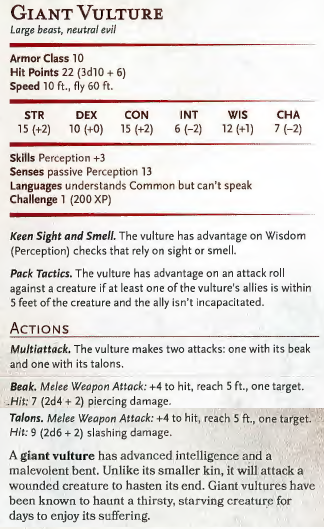 GIANT VULTURE
Large beast, neutral evil
Armor Class 10
Hit Points 22 (3d10 + 6)
Speed 10 ft., fly 60 ft.
STR DEX CON INT WIS CHA
15 (+2) 10 (+0) 15 (+2) 6 (–2) 12 (+1) 7 (–2)
Skills Perception +3
Senses passive Perception 13
Languages understands Common but can't speak
Challenge 1 (200 XP)
Keen Sight and Smell. The vulture has advantage on Wisdom
(Perception) checks that rely on sight or smell.
Pack Tactics. The vulture has advantage on an attack roll
against a creature if at least one of the vulture's allies is within
5 feet of the creature and the ally isn't incapacitated.
ACTIONS
Multiattack. The vulture makes two attacks: one with its beak
and one with its talons.
Beak. Melee Weapon Attack: +4 to hit, reach 5 ft., one target.
Hit: 7 (2d4 + 2) piercing damage.
Talons. Melee Weapon Attack: +4 to hit, reach 5 ft., one target.
Hit: 9 (2d6 + 2) slashing damage.
A giant vulture has advanced intelligence and a
malevolent bent. Unlike its smaller kin, it will attack a
wounded creature to hasten its end. Giant vultures have
been known to haunt a thirsty, starving creature for
days to enjoy its suffering.